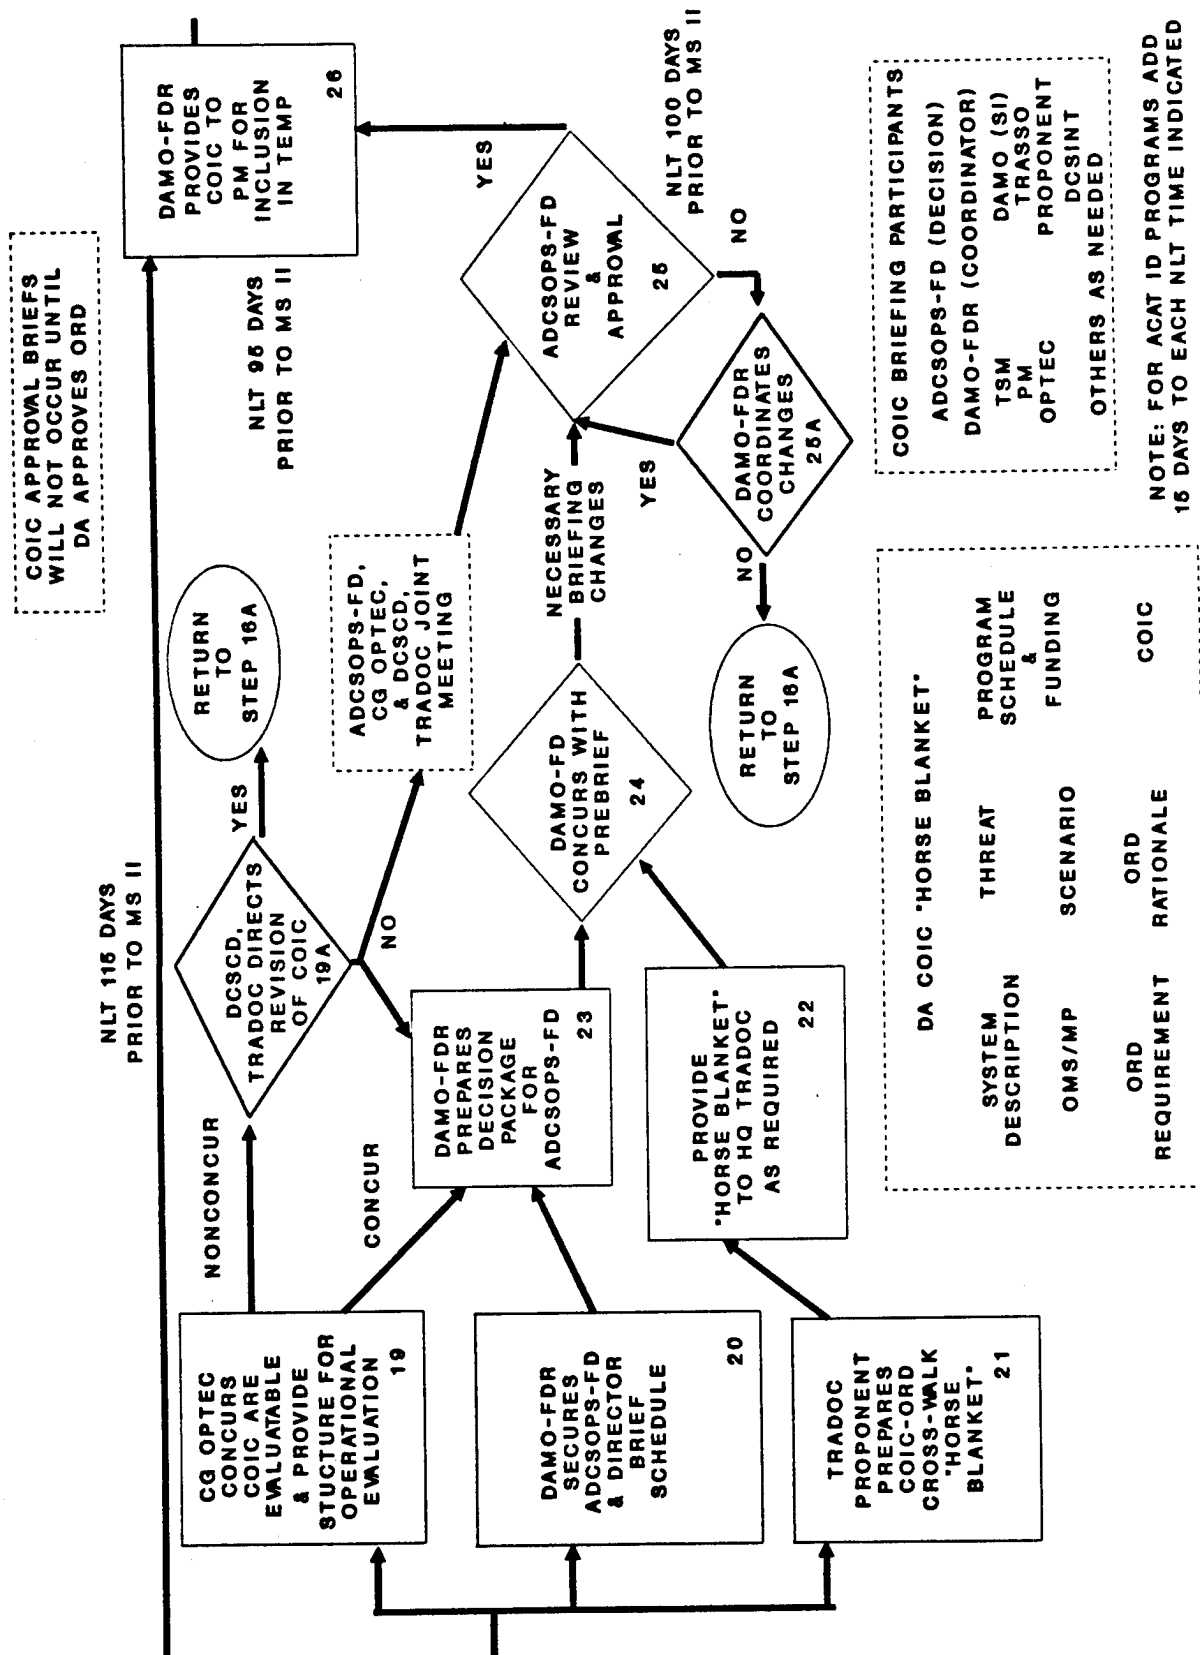 COIC APPROVAL BRIEFS
WILL NOT OCCUR UNTIL
DA APPROVES ORD
NLT 115 DAYS
PRIOR TO MS II
NLT 95 DAYS
PRIOR TO MS II
DAMO-FDR
PROVIDES
COIC TO
PM FOR
INCLUSION
IN TEMP
26
CG OPTEC
CONCURS
COIC ARE
EVALUATABLE
& PROVIDE
STUCTURE FOR
OPERATIONAL
EVALUATION
19
NONCONCUR
CONCUR
DCSCD,
TRADOC DIRECTS
REVISION
OF COIC
19A
YES
NO
RETURN
TO
STEP 16A
ADCSOPS-FD,
CG OPTEC,
& DCSCD,
TRADOC JOINT
MEETING
DAMO-FDR
SECURES
ADCSOPS-FD
& DIRECTOR
BRIEF
SCHEDULE
20
DAMO-FDR
PREPARES
DECISION
PACKAGE
FOR
ADCSOPS-FD
23
DAMO-FD
CONCURS WITH
PREBRIEF
24
NECESSARY
BRIEFING
CHANGES
ADCSOPS-FD
REVIEW
&
APPROVAL
25
YES
NLT 100 DAYS
PRIOR TO MS II
NO
TRADOC
PROPONENT
PREPARES
COIC-ORD
CROSS-WALK
"HORSE
BLANKET"
21
PROVIDE
"HORSE BLANKET"
TO HQ TRADOC
AS REQUIRED
22
DAMO-FDR
COORDINATES
CHANGES
25A
YES
NO
RETURN
TO
STEP 16A
DA COIC "HORSE BLANKET"
SYSTEM DESCRIPTION THREAT PROGRAM SCHEDULE & FUNDING
OMS/MP SCENARIO
ORD REQUIREMENT ORD RATIONALE COIC
COIC BRIEFING PARTICIPANTS
ADCSOPS-FD (DECISION)
DAMO-FDR (COORDINATOR)
TSM DAMO (SI)
PM TRASSO
OPTEC PROPONENT
DCSINT
OTHERS AS NEEDED
NOTE: FOR ACAT ID PROGRAMS ADD
15 DAYS TO EACH NLT TIME INDICATED